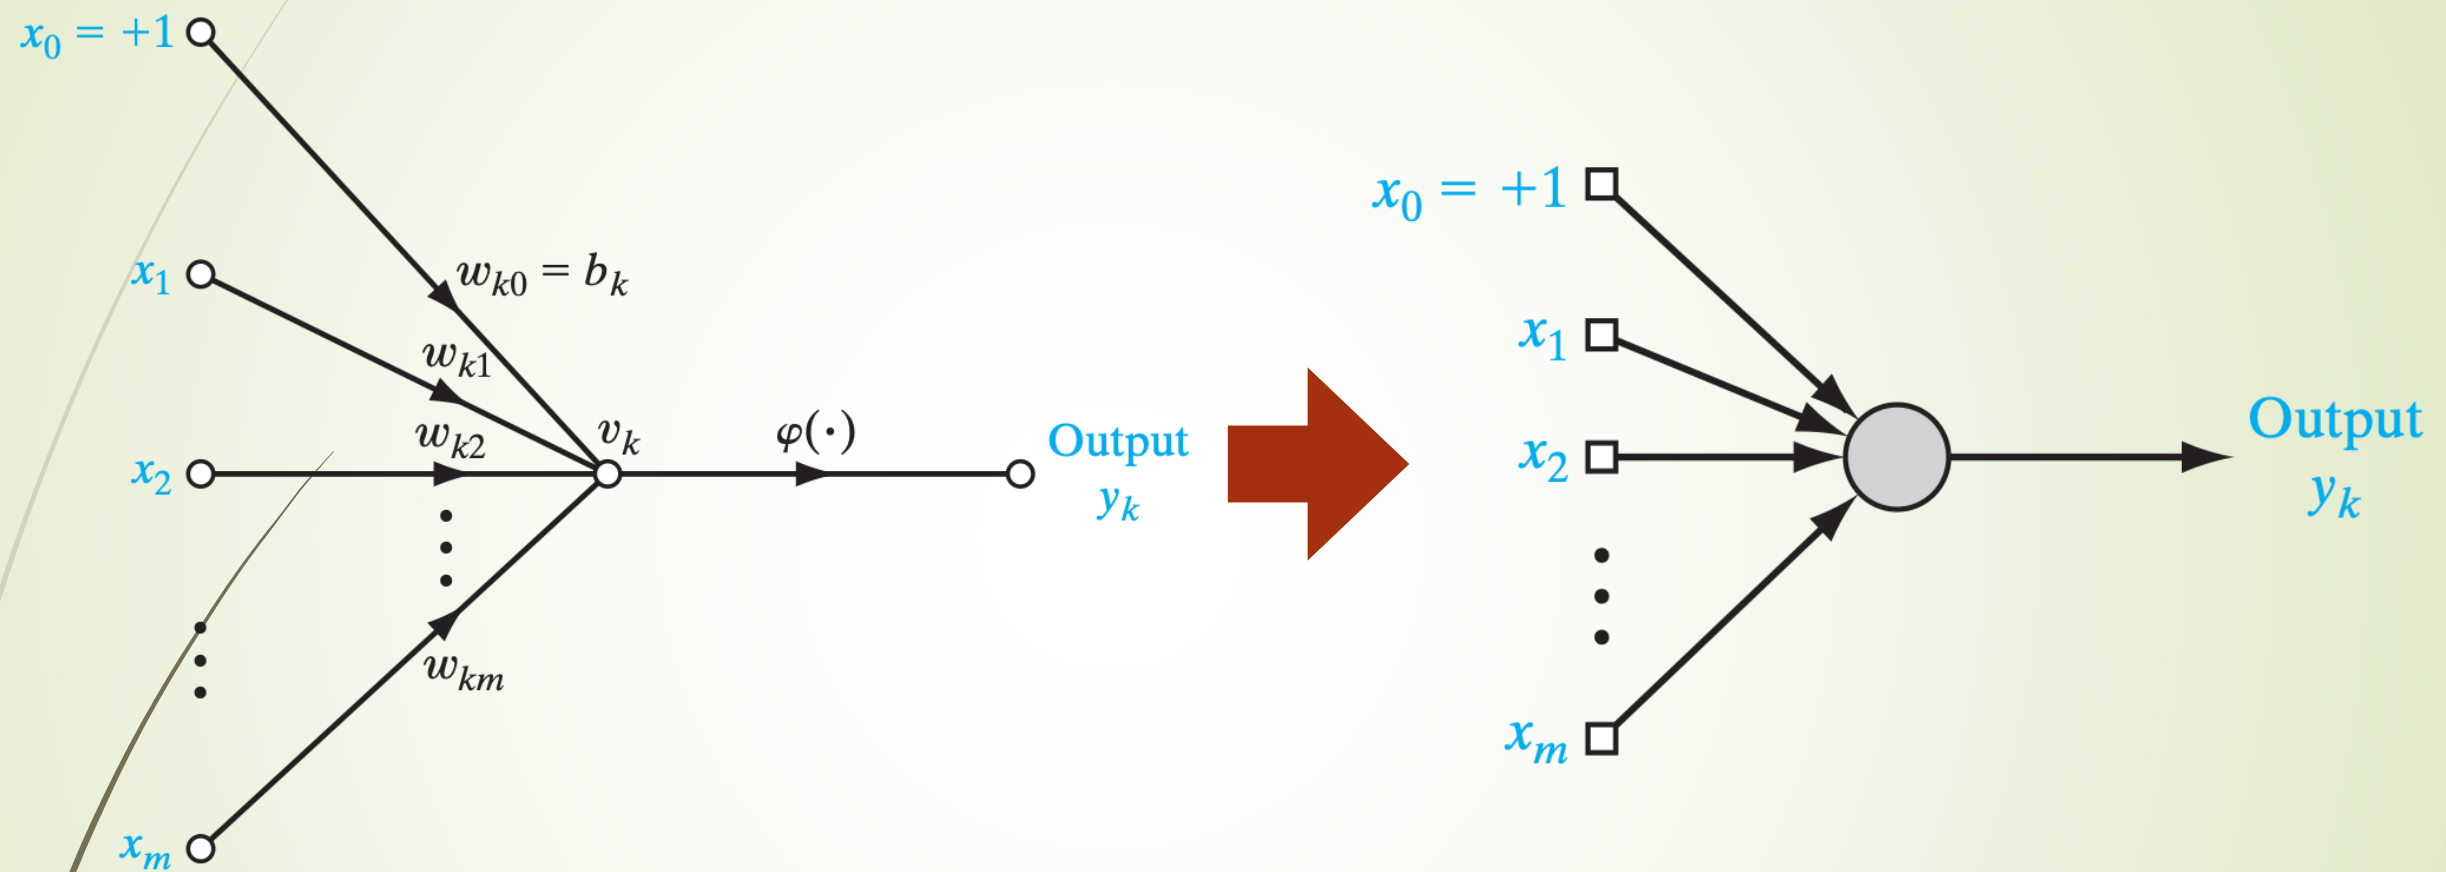 x₀ = +1
x₁
x₂
xₘ
wₖ₀ = bₖ
wₖ₁
wₖ₂
wₖₘ
vₖ
φ(·)
Output
yₖ
x₀ = +1
x₁
x₂
xₘ
Output
yₖ